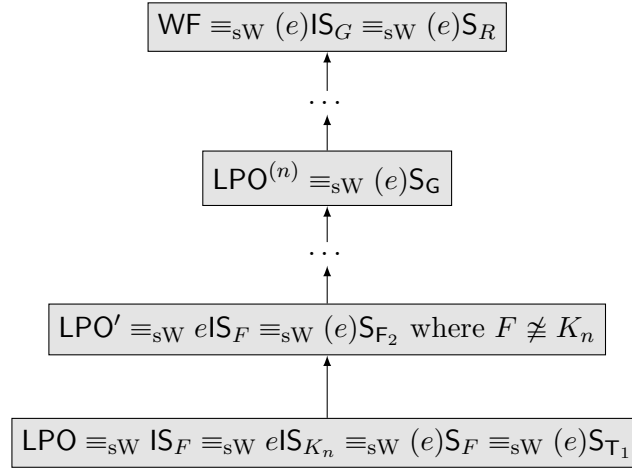 WF ≡sW (e)IS_G ≡sW (e)S_R
...
LPO^(n) ≡sW (e)S_G
...
LPO′ ≡sW eIS_F ≡sW (e)S_F₂ where F ≇ K_n
LPO ≡sW IS_F ≡sW eIS_K_n ≡sW (e)S_F ≡sW (e)S_T₁